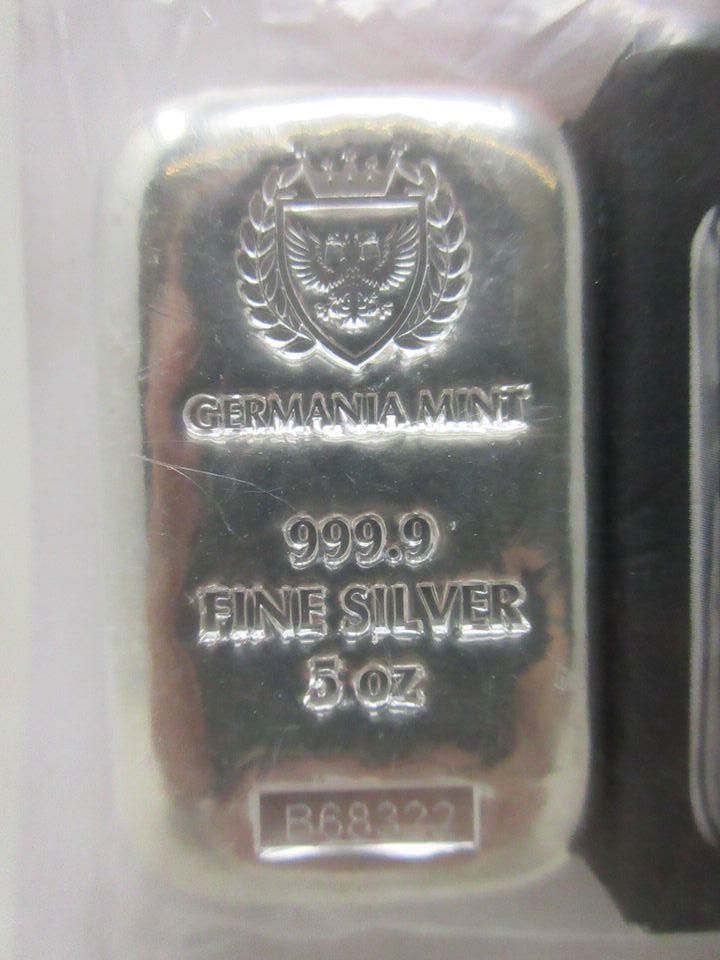 GERMANIA MINT
999.9
FINE SILVER
5 oz
B68322